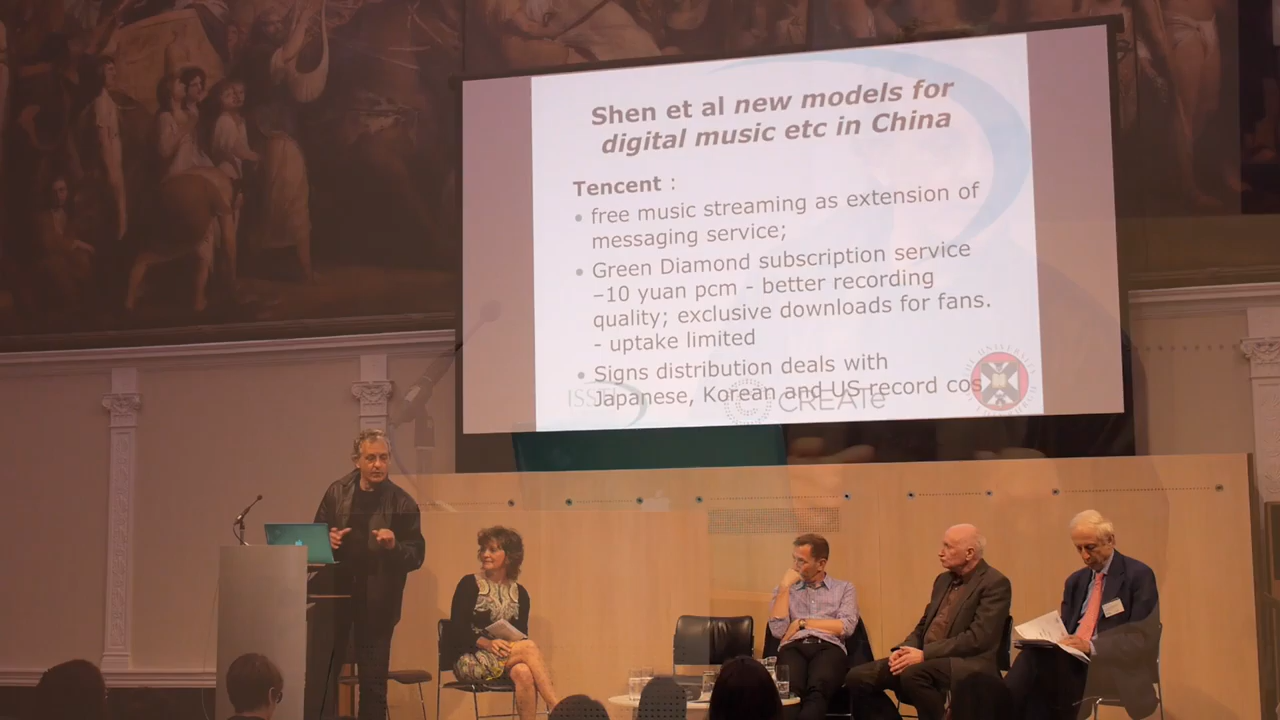 Shen et al new models for
digital music etc in China
Tencent :
• free music streaming as extension of
messaging service;
• Green Diamond subscription service
–10 yuan pcm - better recording
quality; exclusive downloads for fans.
- uptake limited
• Signs distribution deals with
Japanese, Korean and US record cos
CREATe